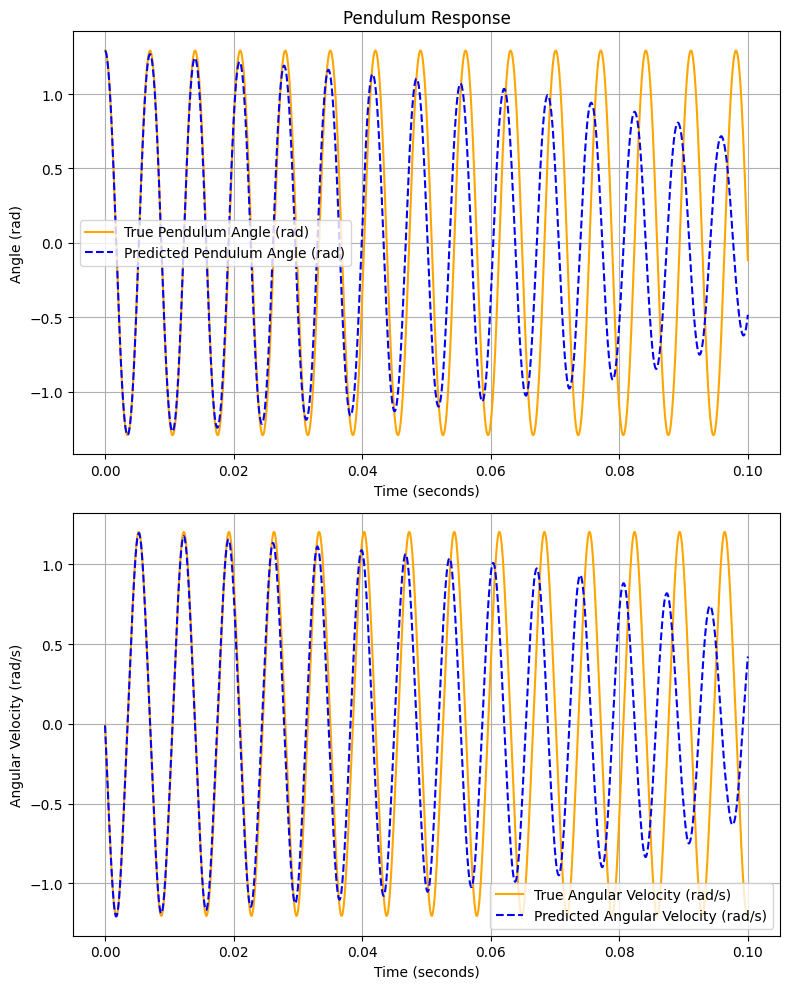 Pendulum Response
1.0
0.5
0.0
−0.5
−1.0
Angle (rad)
True Pendulum Angle (rad)
Predicted Pendulum Angle (rad)
0.00 0.02 0.04 0.06 0.08 0.10
Time (seconds)
1.0
0.5
0.0
−0.5
−1.0
Angular Velocity (rad/s)
True Angular Velocity (rad/s)
Predicted Angular Velocity (rad/s)
0.00 0.02 0.04 0.06 0.08 0.10
Time (seconds)